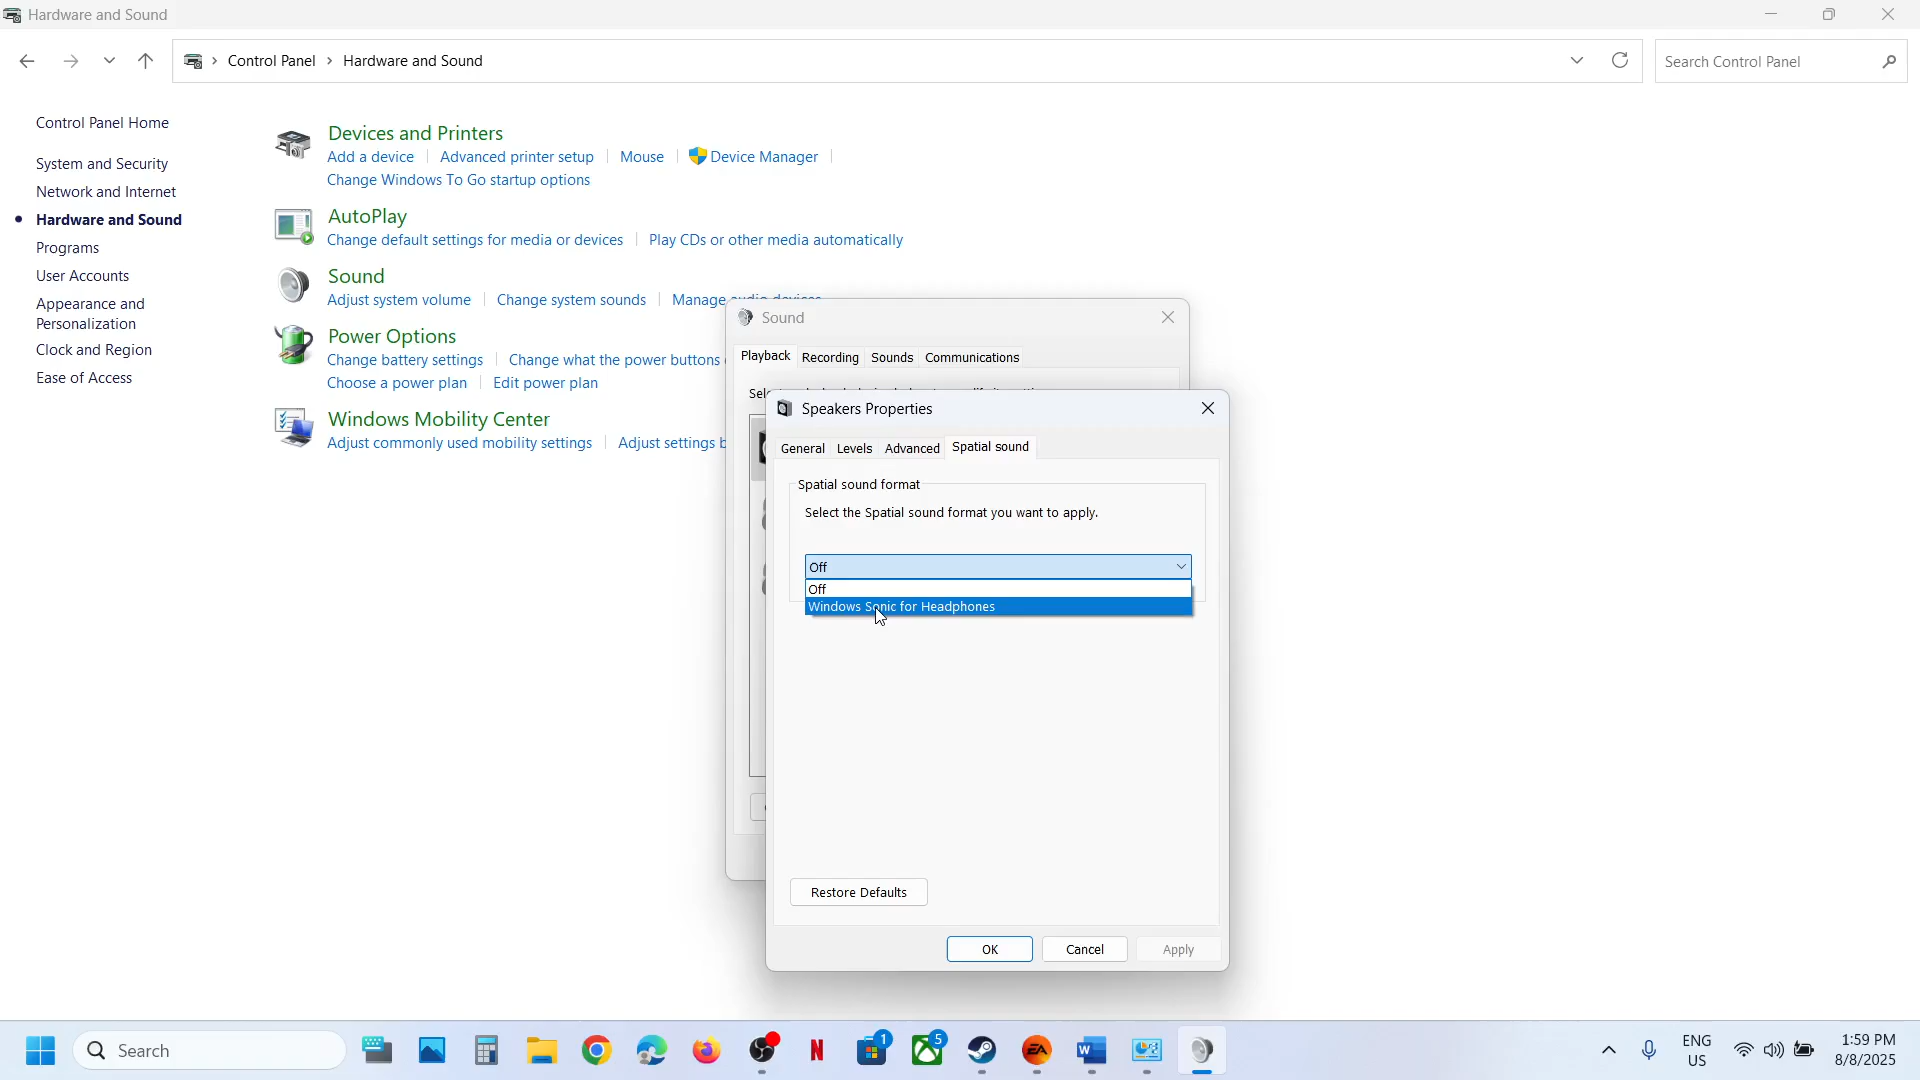 Hardware and Sound
Control Panel > Hardware and Sound
Search Control Panel
Control Panel Home
System and Security
Network and Internet
Hardware and Sound
Programs
User Accounts
Appearance and
Personalization
Clock and Region
Ease of Access
Devices and Printers
Add a device
Advanced printer setup
Mouse
Device Manager
Change Windows To Go startup options
AutoPlay
Change default settings for media or devices
Play CDs or other media automatically
Sound
Adjust system volume
Change system sounds
Manage audio devices
Power Options
Change battery settings
Change what the power buttons
Choose a power plan
Edit power plan
Windows Mobility Center
Adjust commonly used mobility settings
Adjust settings b
Sound
Playback
Recording
Sounds
Communications
Speakers Properties
General
Levels
Advanced
Spatial sound
Spatial sound format
Select the Spatial sound format you want to apply.
Off
Off
Windows Sonic for Headphones
Restore Defaults
OK
Cancel
Apply
Search
1
5
ENG
US
1:59 PM
8/8/2025